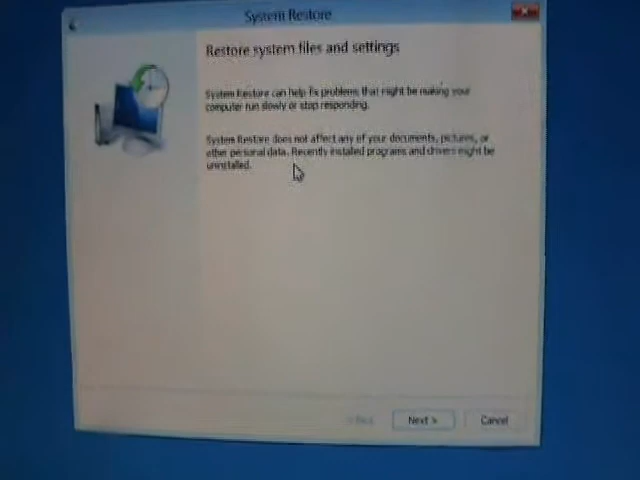 System Restore
Restore system files and settings
System Restore can help fix problems that might be making your
computer run slowly or stop responding.
System Restore does not affect any of your documents, pictures, or
other personal data. Recently installed programs and drivers might be
uninstalled.
< Back
Next >
Cancel